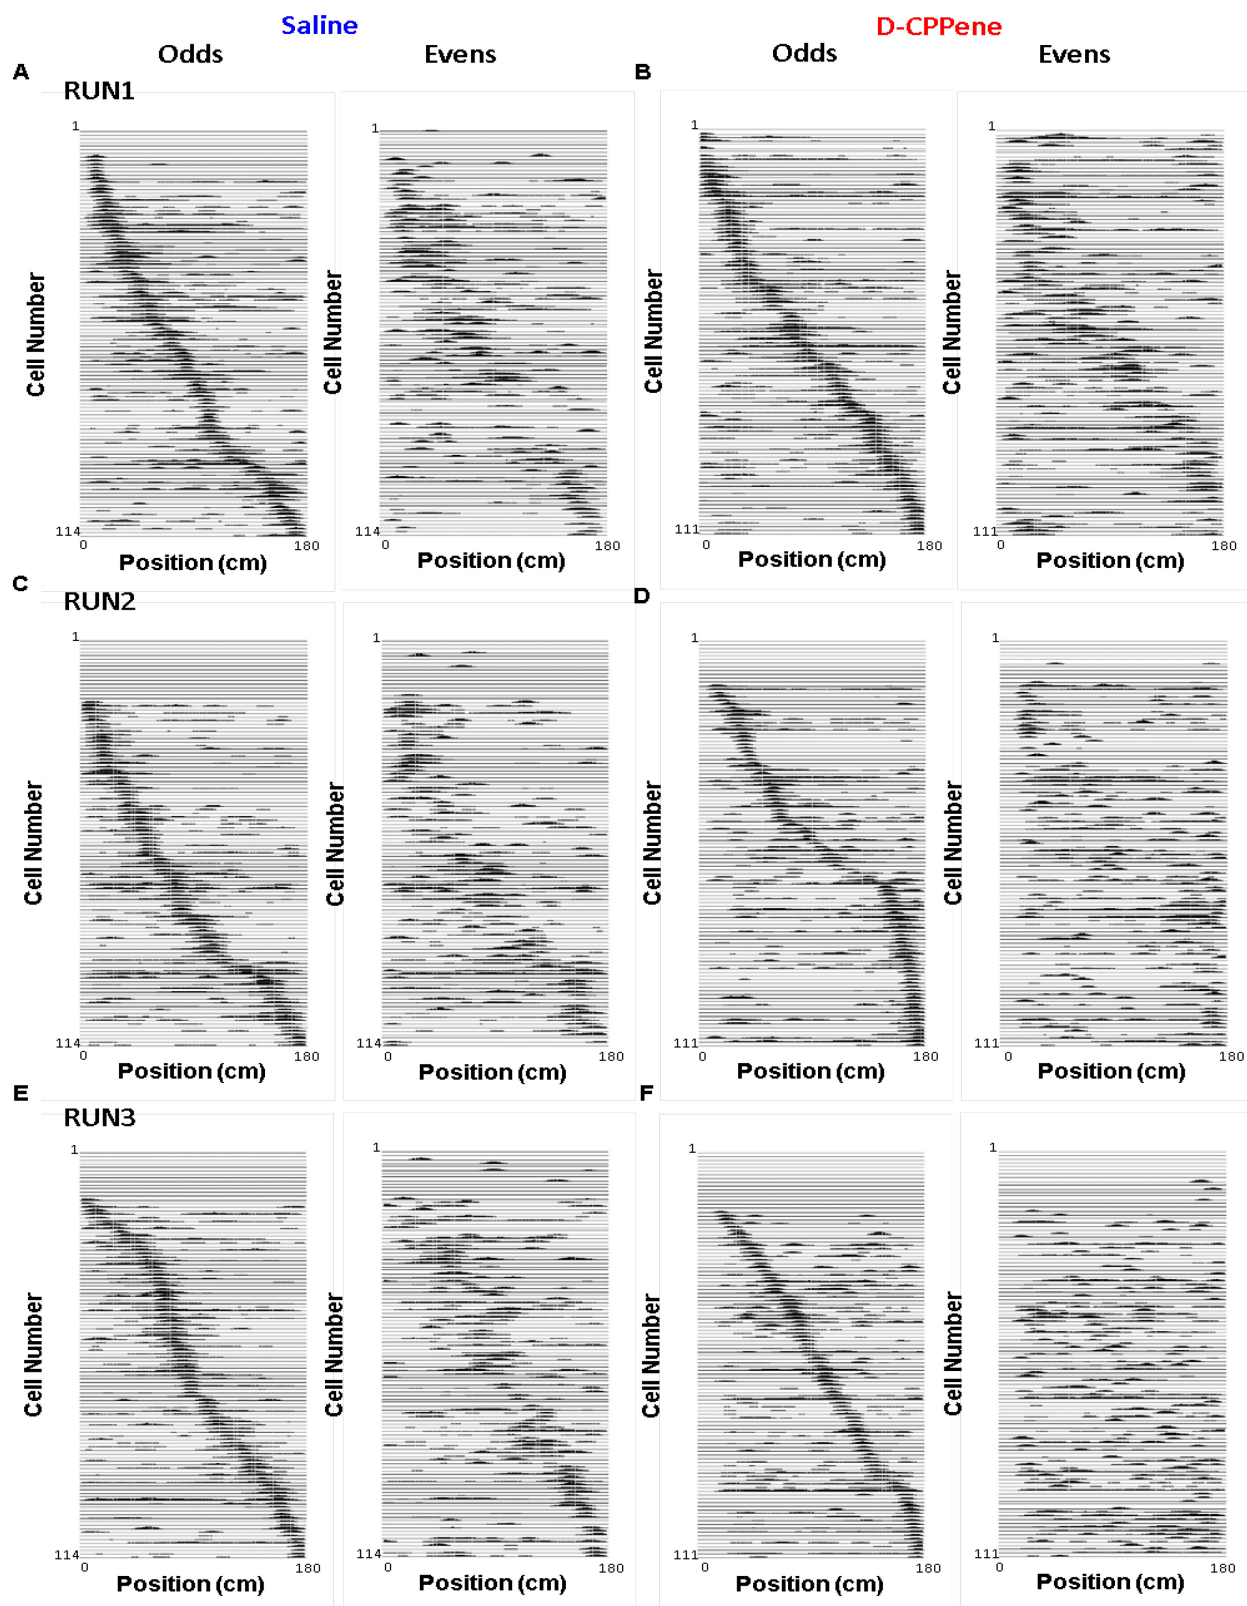 Saline
D-CPPene
Odds
Evens
Odds
Evens
A
B
RUN1
1
1
1
1
Cell Number
Cell Number
Cell Number
Cell Number
114
114
111
111
0
180
0
180
0
180
0
180
Position (cm)
Position (cm)
Position (cm)
Position (cm)
C
D
RUN2
1
1
1
1
Cell Number
Cell Number
Cell Number
Cell Number
114
114
111
111
0
180
0
180
0
180
0
180
Position (cm)
Position (cm)
Position (cm)
Position (cm)
E
F
RUN3
1
1
1
1
Cell Number
Cell Number
Cell Number
Cell Number
114
114
111
111
0
180
0
180
0
180
0
180
Position (cm)
Position (cm)
Position (cm)
Position (cm)